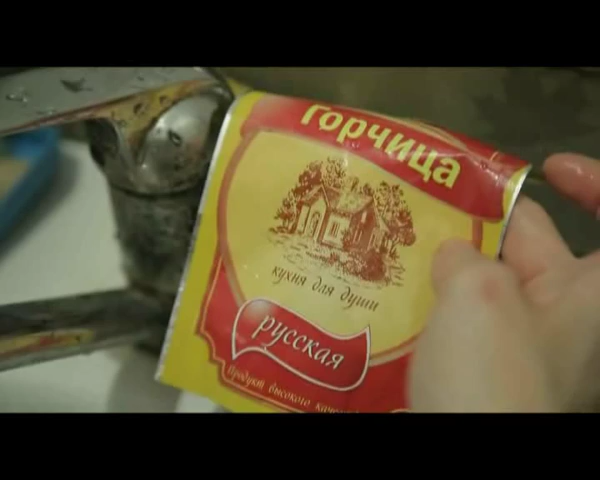 Горчица
кухня для души
русская
Продукт высокого